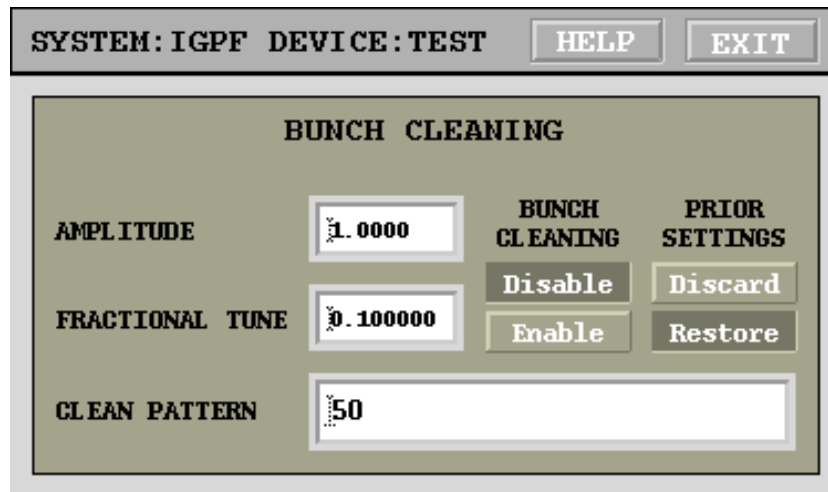 SYSTEM:IGPF DEVICE:TEST HELP EXIT
BUNCH CLEANING
AMPLITUDE 1.0000
BUNCH CLEANING
PRIOR SETTINGS
Disable Discard
FRACTIONAL TUNE 0.100000
Enable Restore
CLEAN PATTERN 50